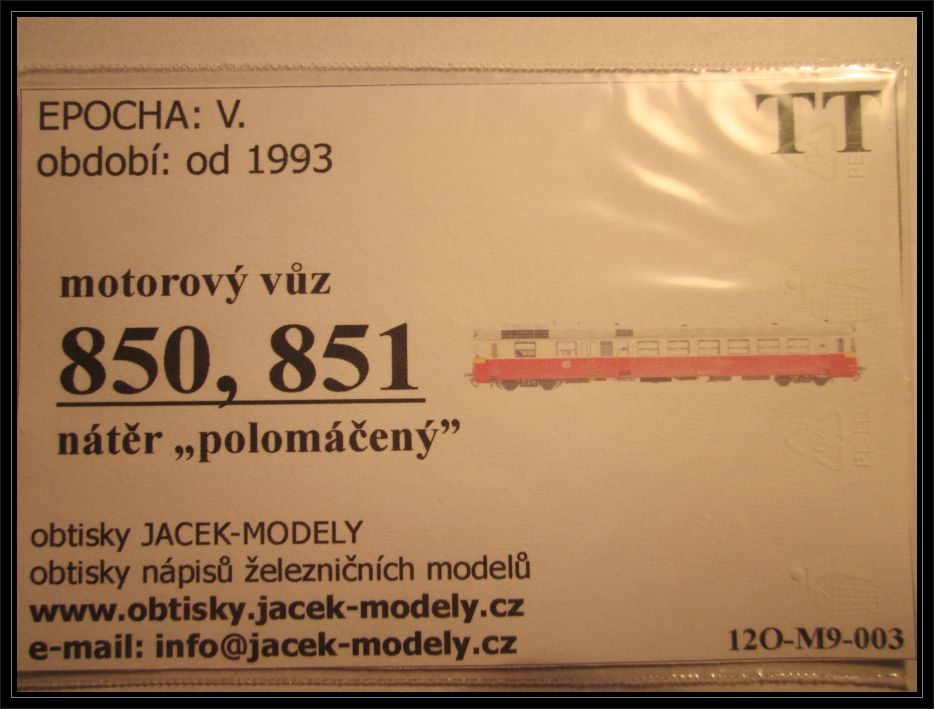 EPOCHA: V.
období: od 1993
TT
motorový vůz
850, 851
nátěr „polomáčený”
obtisky JACEK-MODELY
obtisky nápisů železničních modelů
www.obtisky.jacek-modely.cz
e-mail: info@jacek-modely.cz
12O-M9-003